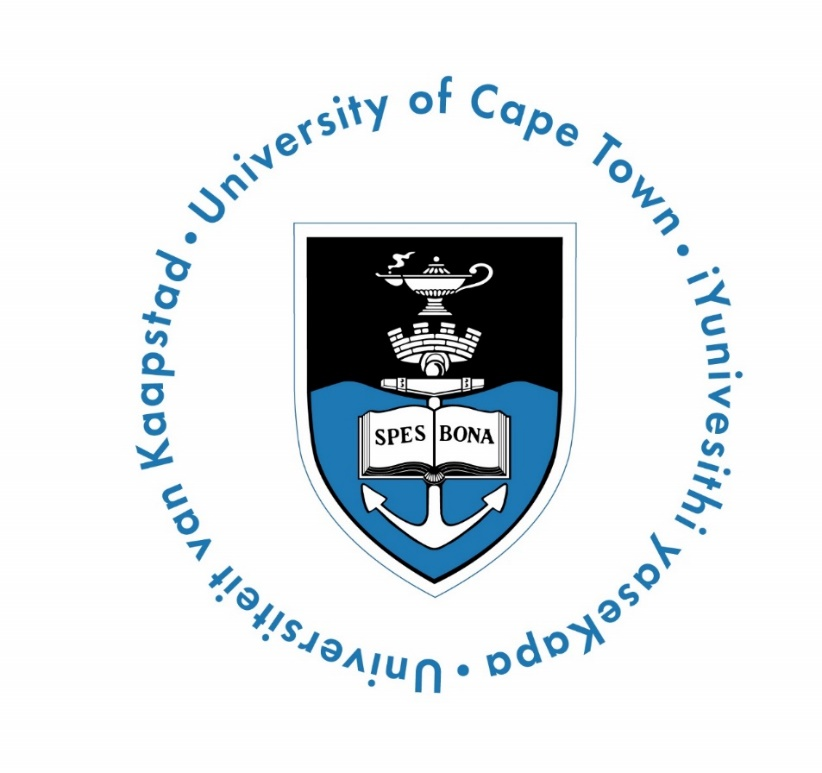 University of Cape Town • iYunivesithi yaseKapa • Universiteit van Kaapstad •
SPES BONA